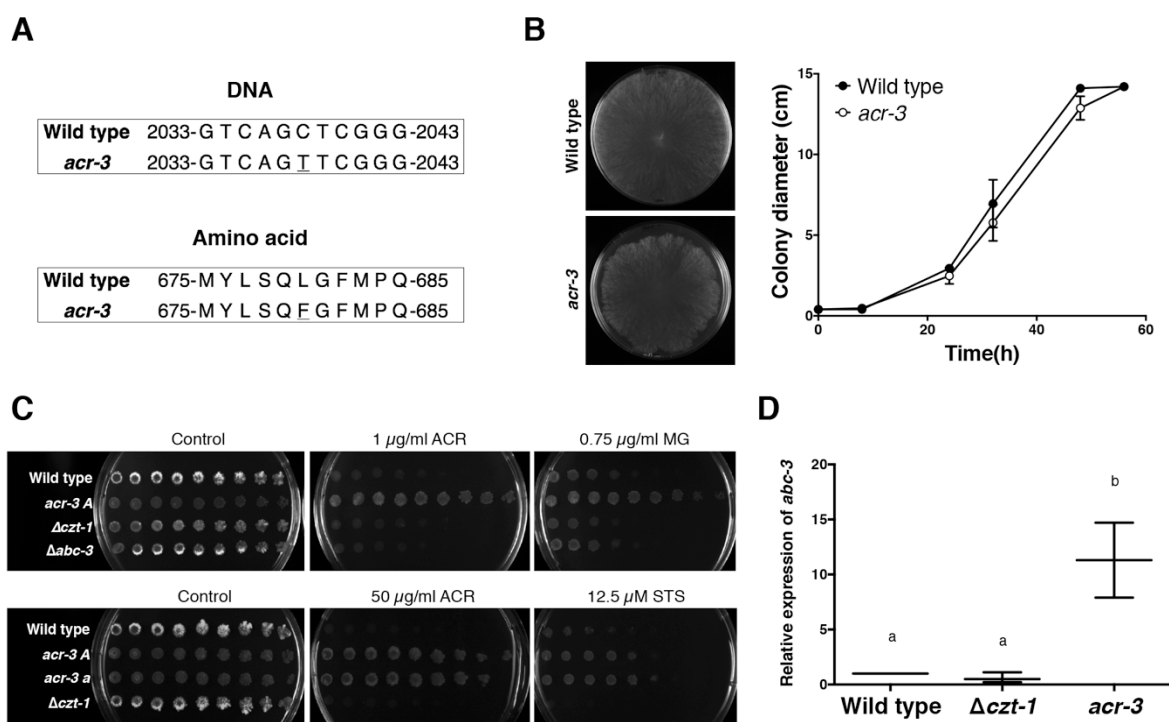 A
DNA
Wild type 2033-G T C A G C T C G G G-2043
acr-3 2033-G T C A G T T C G G G-2043
Amino acid
Wild type 675-M Y L S Q L G F M P Q-685
acr-3 675-M Y L S Q F G F M P Q-685
B
Wild type
acr-3
Colony diameter (cm)
15
10
5
0
0 20 40 60
Time(h)
Wild type
acr-3
C
Control 1 µg/ml ACR 0.75 µg/ml MG
Wild type
acr-3 A
Δczt-1
Δabc-3
Control 50 µg/ml ACR 12.5 µM STS
Wild type
acr-3 A
acr-3 a
Δczt-1
D
Relative expression of abc-3
20
15
10
5
0
a a b
Wild type Δczt-1 acr-3